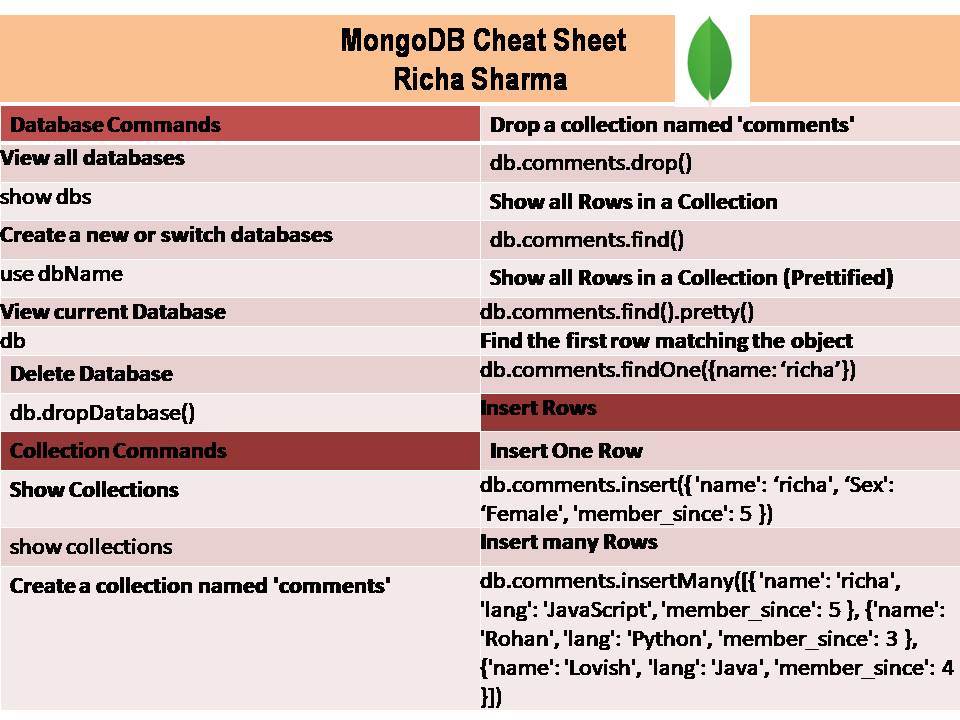 MongoDB Cheat Sheet
Richa Sharma
Database Commands
View all databases
show dbs
Create a new or switch databases
use dbName
View current Database
db
Delete Database
db.dropDatabase()
Collection Commands
Show Collections
show collections
Create a collection named 'comments'
Drop a collection named 'comments'
db.comments.drop()
Show all Rows in a Collection
db.comments.find()
Show all Rows in a Collection (Prettified)
db.comments.find().pretty()
Find the first row matching the object
db.comments.findOne({name: ‘richa’})
Insert Rows
Insert One Row
db.comments.insert({ 'name': ‘richa', ‘Sex':
‘Female', 'member_since': 5 })
Insert many Rows
db.comments.insertMany([{ 'name': 'richa',
'lang': 'JavaScript', 'member_since': 5 }, {'name':
'Rohan', 'lang': 'Python', 'member_since': 3 },
{'name': 'Lovish', 'lang': 'Java', 'member_since': 4
}])